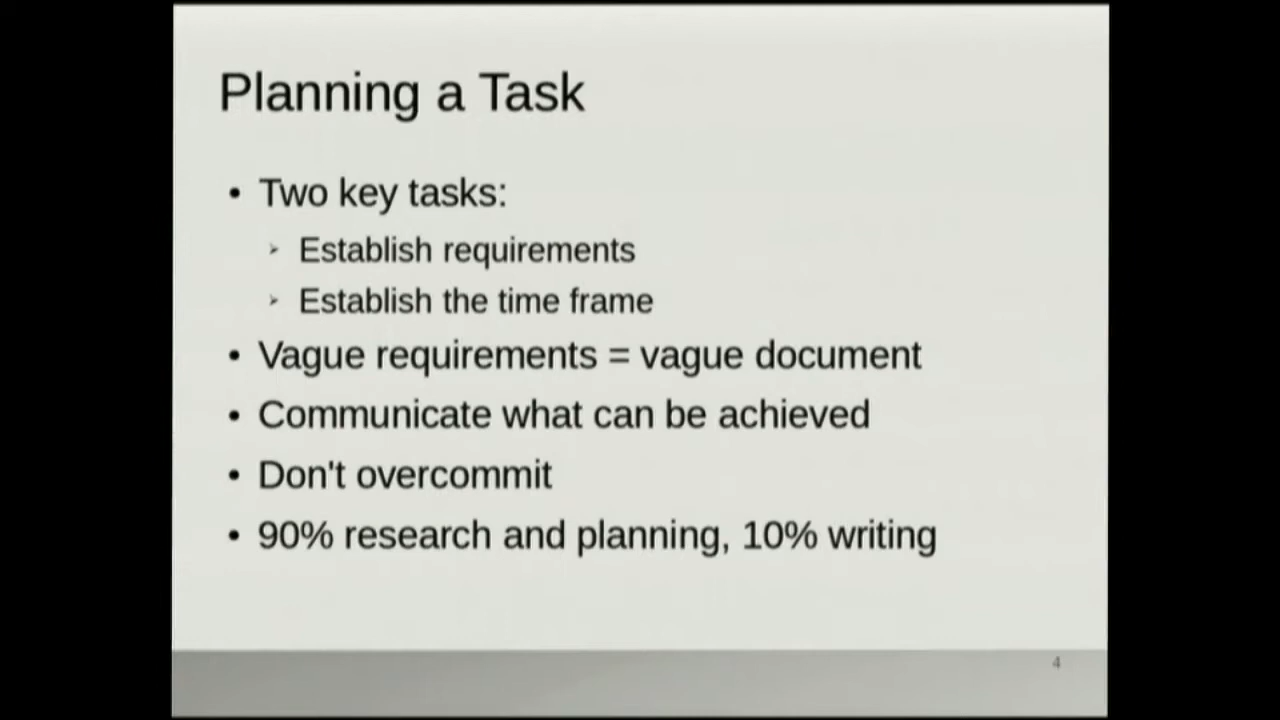 Planning a Task
• Two key tasks:
➢ Establish requirements
➢ Establish the time frame
• Vague requirements = vague document
• Communicate what can be achieved
• Don't overcommit
• 90% research and planning, 10% writing
4